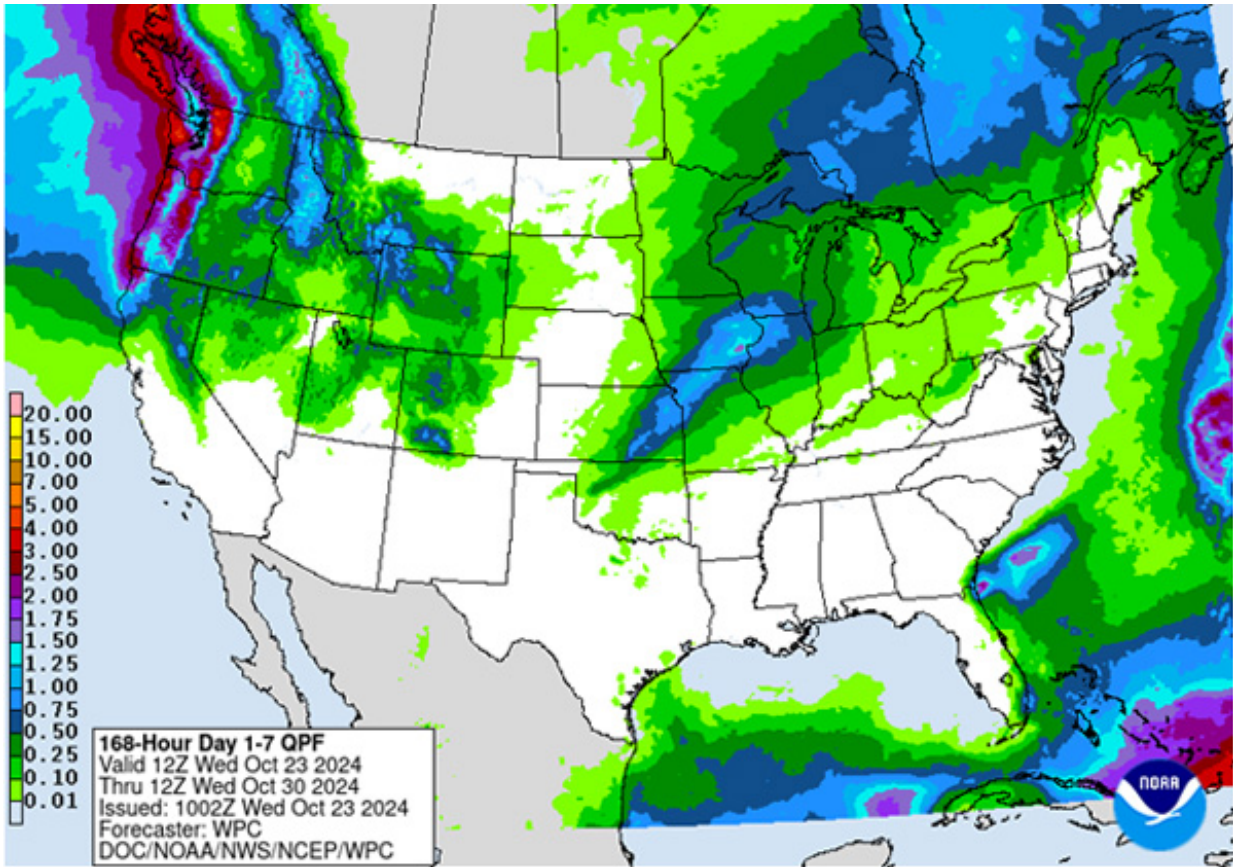 20.00
15.00
10.00
7.00
5.00
4.00
3.00
2.50
2.00
1.75
1.50
1.25
1.00
0.75
0.50
0.25
0.10
0.01
168-Hour Day 1-7 QPF
Valid 12Z Wed Oct 23 2024
Thru 12Z Wed Oct 30 2024
Issued: 1002Z Wed Oct 23 2024
Forecaster: WPC
DOC/NOAA/NWS/NCEP/WPC
NOAA